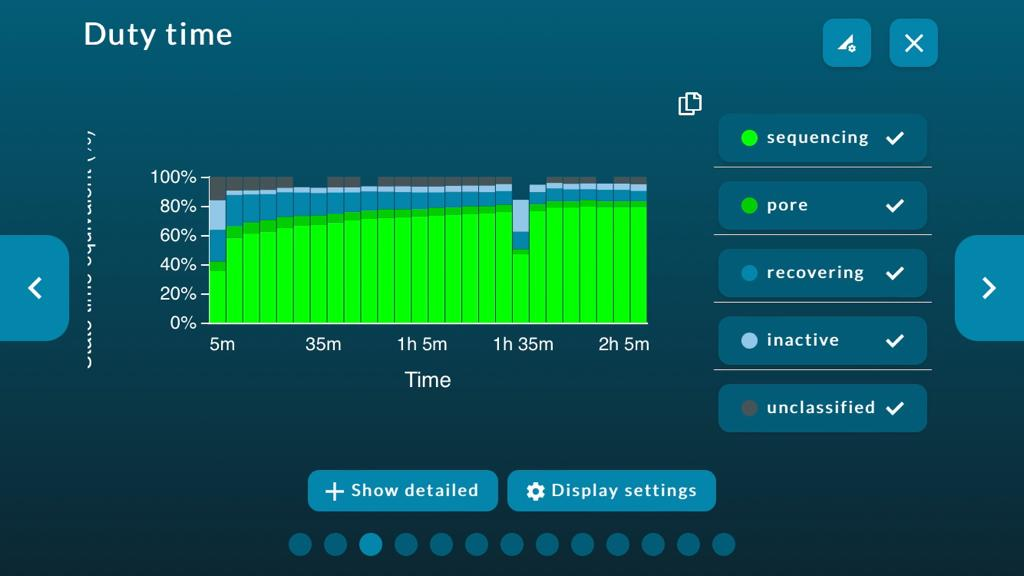 Duty time
sequencing
pore
recovering
inactive
unclassified
100%
80%
60%
40%
20%
0%
5m 35m 1h 5m 1h 35m 2h 5m
Time
Show detailed
Display settings